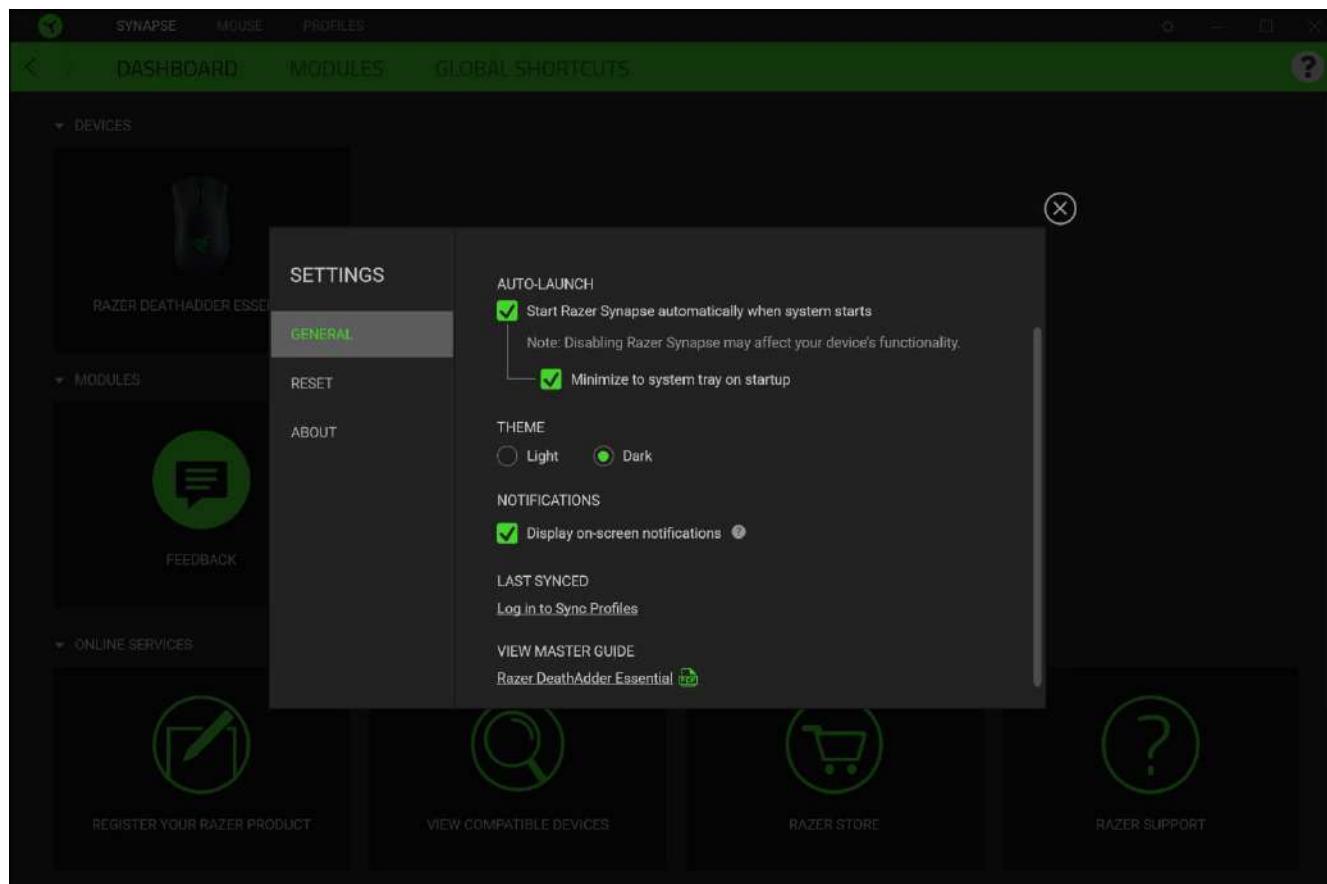 SYNAPSE MOUSE PROFILES
DASHBOARD MODULES GLOBAL SHORTCUTS
?
DEVICES
RAZER DEATHADDER ESSE
MODULES
FEEDBACK
ONLINE SERVICES
REGISTER YOUR RAZER PRODUCT
VIEW COMPATIBLE DEVICES
RAZER STORE
RAZER SUPPORT
SETTINGS
GENERAL
RESET
ABOUT
AUTO-LAUNCH
Start Razer Synapse automatically when system starts
Note: Disabling Razer Synapse may affect your device's functionality.
Minimize to system tray on startup
THEME
Light Dark
NOTIFICATIONS
Display on-screen notifications ?
LAST SYNCED
Log in to Sync Profiles
VIEW MASTER GUIDE
Razer DeathAdder Essential PDF